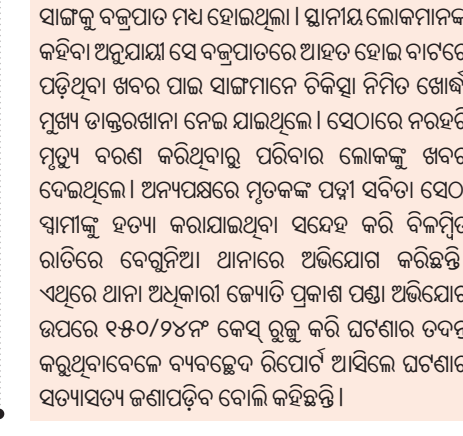 ସାଙ୍ଗକୁ ବଜ୍ରପାତ ମଧ୍ୟ ହୋଇଥିଲା । ସ୍ଥାନୀୟ ଲୋକମାନଙ୍କ
କହିବା ଅନୁଯାୟୀ ସେ ବଜ୍ରପାତରେ ଆହତ ହୋଇ ବାଟରେ
ପଡ଼ିଥିବା ଖବର ପାଇ ସାଙ୍ଗମାନେ ଚିକିତ୍ସା ନିମିତ ଖୋର୍ଦ୍ଧା
ମୁଖ୍ୟ ଡାକ୍ତରଖାନା ନେଇ ଯାଇଥିଲେ । ସେଠାରେ ନରହରି
ମୃତ୍ୟୁ ବରଣ କରିଥିବାରୁ ପରିବାର ଲୋକଙ୍କୁ ଖବର
ଦେଇଥିଲେ । ଅନ୍ୟପକ୍ଷରେ ମୃତକଙ୍କ ପତ୍ନୀ ସବିତା ସେଠୀ
ସ୍ୱାମୀଙ୍କୁ ହତ୍ୟା କରାଯାଇଥିବା ସନ୍ଦେହ କରି ବିଳମ୍ବିତ
ରାତିରେ ବେଗୁନିଆ ଥାନାରେ ଅଭିଯୋଗ କରିଛନ୍ତି
ଏଥିରେ ଥାନା ଅଧିକାରୀ ଜ୍ୟୋତି ପ୍ରକାଶ ପଣ୍ଡା ଅଭିଯୋଗ
ଉପରେ ୧୫୦/୨୪ନଂ କେସ୍ ରୁଜୁ କରି ଘଟଣାର ତଦନ୍ତ
କରୁଥିବାବେଳେ ବ୍ୟବଚ୍ଛେଦ ରିପୋର୍ଟ ଆସିଲେ ଘଟଣାର
ସତ୍ୟାସତ୍ୟ ଜଣାପଡ଼ିବ ବୋଲି କହିଛନ୍ତି ।